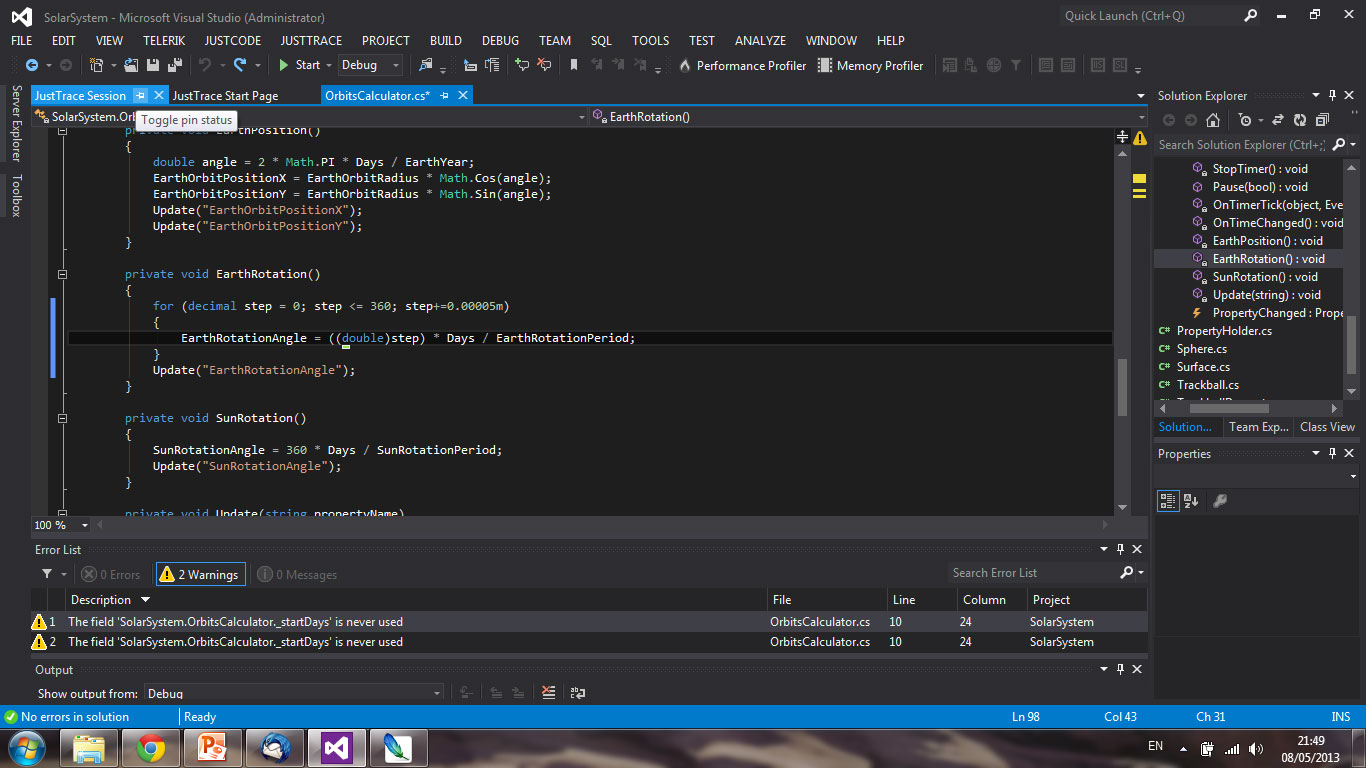 SolarSystem - Microsoft Visual Studio (Administrator)
Quick Launch (Ctrl+Q)
FILE EDIT VIEW TELERIK JUSTCODE JUSTTRACE PROJECT BUILD DEBUG TEAM SQL TOOLS TEST ANALYZE WINDOW HELP
Start Debug Performance Profiler Memory Profiler
Server Explorer
Toolbox
JustTrace Session JustTrace Start Page OrbitsCalculator.cs*
Toggle pin status
SolarSystem.Orb EarthRotation()
private void EarthPosition()
{
double angle = 2 * Math.PI * Days / EarthYear;
EarthOrbitPositionX = EarthOrbitRadius * Math.Cos(angle);
EarthOrbitPositionY = EarthOrbitRadius * Math.Sin(angle);
Update("EarthOrbitPositionX");
Update("EarthOrbitPositionY");
}
private void EarthRotation()
{
for (decimal step = 0; step <= 360; step+=0.00005m)
{
EarthRotationAngle = ((double)step) * Days / EarthRotationPeriod;
}
Update("EarthRotationAngle");
}
private void SunRotation()
{
SunRotationAngle = 360 * Days / SunRotationPeriod;
Update("SunRotationAngle");
}
private void Update(string propertyName)
100 %
Solution Explorer
Search Solution Explorer (Ctrl+;)
StopTimer() : void
Pause(bool) : void
OnTimerTick(object, Eve
OnTimeChanged() : void
EarthPosition() : void
EarthRotation() : void
SunRotation() : void
Update(string) : void
PropertyChanged : Prope
C# PropertyHolder.cs
C# Sphere.cs
C# Surface.cs
C# Trackball.cs
Solution... Team Exp... Class View
Properties
Error List
0 Errors 2 Warnings 0 Messages
Search Error List
Description File Line Column Project
1 The field 'SolarSystem.OrbitsCalculator._startDays' is never used OrbitsCalculator.cs 10 24 SolarSystem
2 The field 'SolarSystem.OrbitsCalculator._startDays' is never used OrbitsCalculator.cs 10 24 SolarSystem
Output
Show output from: Debug
No errors in solution Ready Ln 98 Col 43 Ch 31 INS
EN
21:49
08/05/2013